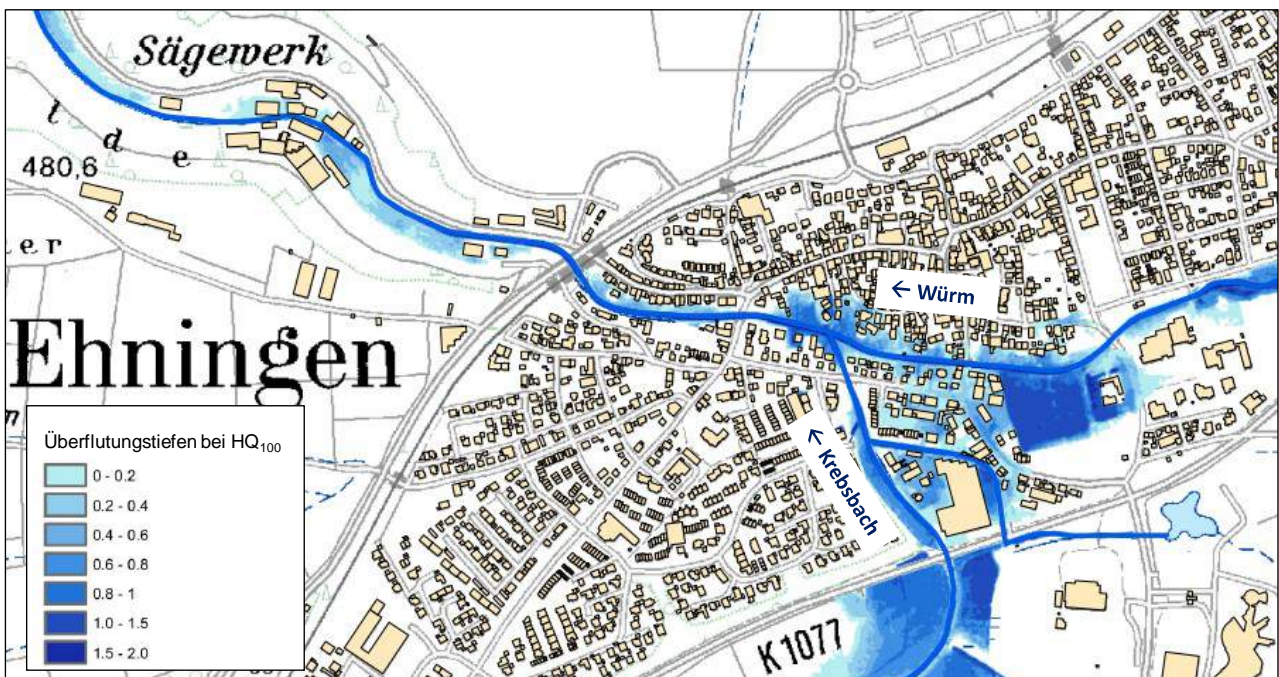 Sägewerk
l d e
480,6
er
← Würm
Ehningen
n
← Krebsbach
K 1077
Überflutungstiefen bei HQ100
0 - 0.2
0.2 - 0.4
0.4 - 0.6
0.6 - 0.8
0.8 - 1
1.0 - 1.5
1.5 - 2.0